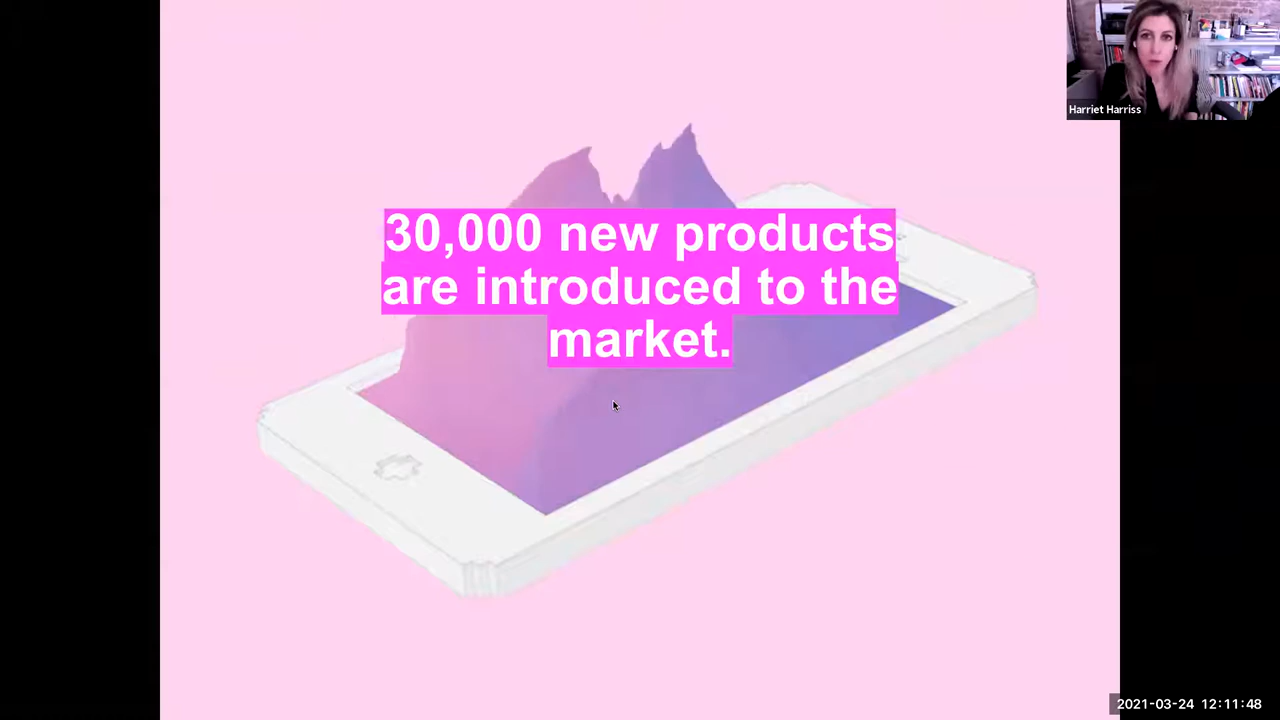 Harriet Harriss
30,000 new products
are introduced to the
market.
2021-03-24 12:11:48